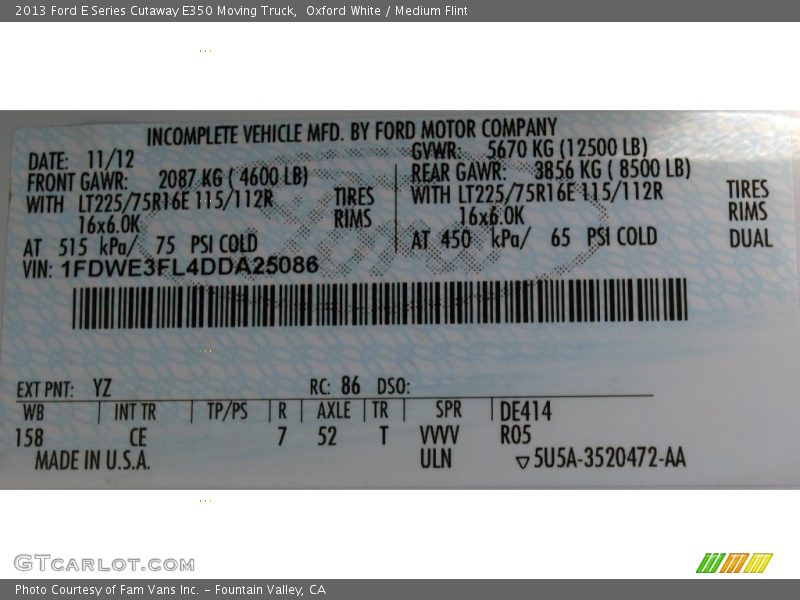 2013 Ford E Series Cutaway E350 Moving Truck,  Oxford White / Medium Flint
INCOMPLETE VEHICLE MFD. BY FORD MOTOR COMPANY
DATE: 11/12
GVWR: 5670 KG (12500 LB)
FRONT GAWR: 2087 KG ( 4600 LB)
REAR GAWR: 3856 KG ( 8500 LB)
WITH LT225/75R16E 115/112R TIRES
WITH LT225/75R16E 115/112R TIRES
16x6.0K RIMS
16x6.0K RIMS
AT 515 kPa/ 75 PSI COLD
AT 450 kPa/ 65 PSI COLD DUAL
VIN: 1FDWE3FL4DDA25086
EXT PNT: YZ RC: 86 DSO:
WB INT TR TP/PS R AXLE TR SPR DE414
158 CE 7 52 T VVVV R05
MADE IN U.S.A. ULN ▽5U5A-3520472-AA
GTCARLOT.COM
Photo Courtesy of Fam Vans Inc. - Fountain Valley, CA